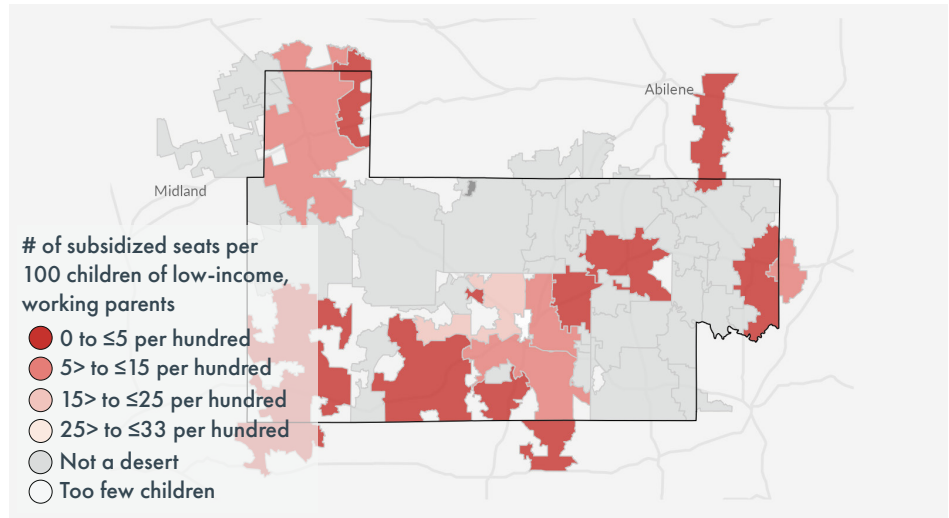 Abilene
Midland
# of subsidized seats per
100 children of low-income,
working parents
0 to ≤5 per hundred
5> to ≤15 per hundred
15> to ≤25 per hundred
25> to ≤33 per hundred
Not a desert
Too few children